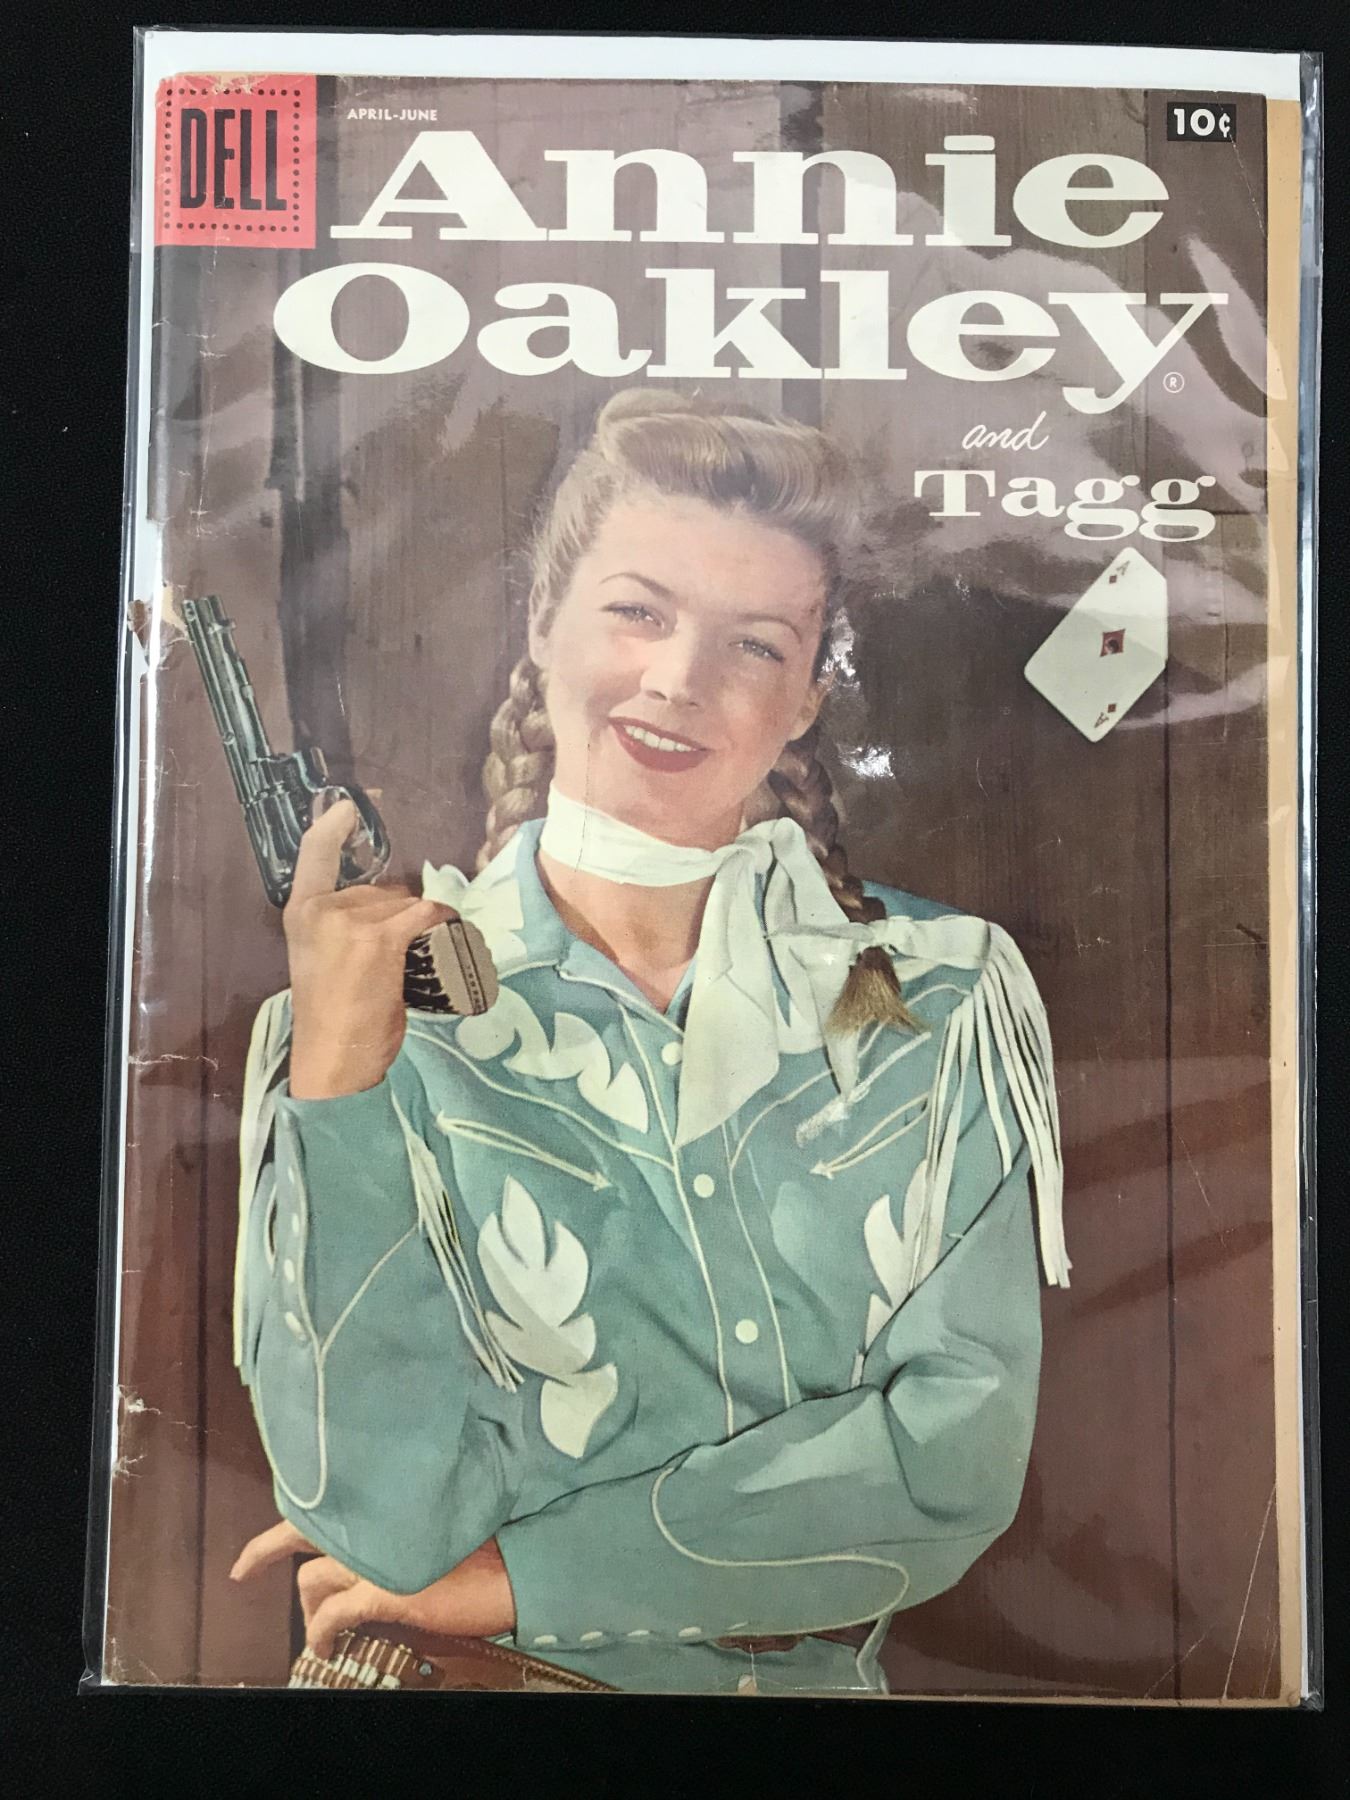 DELL
APRIL-JUNE
10¢
Annie
Oakley®
and
Tagg
A
A